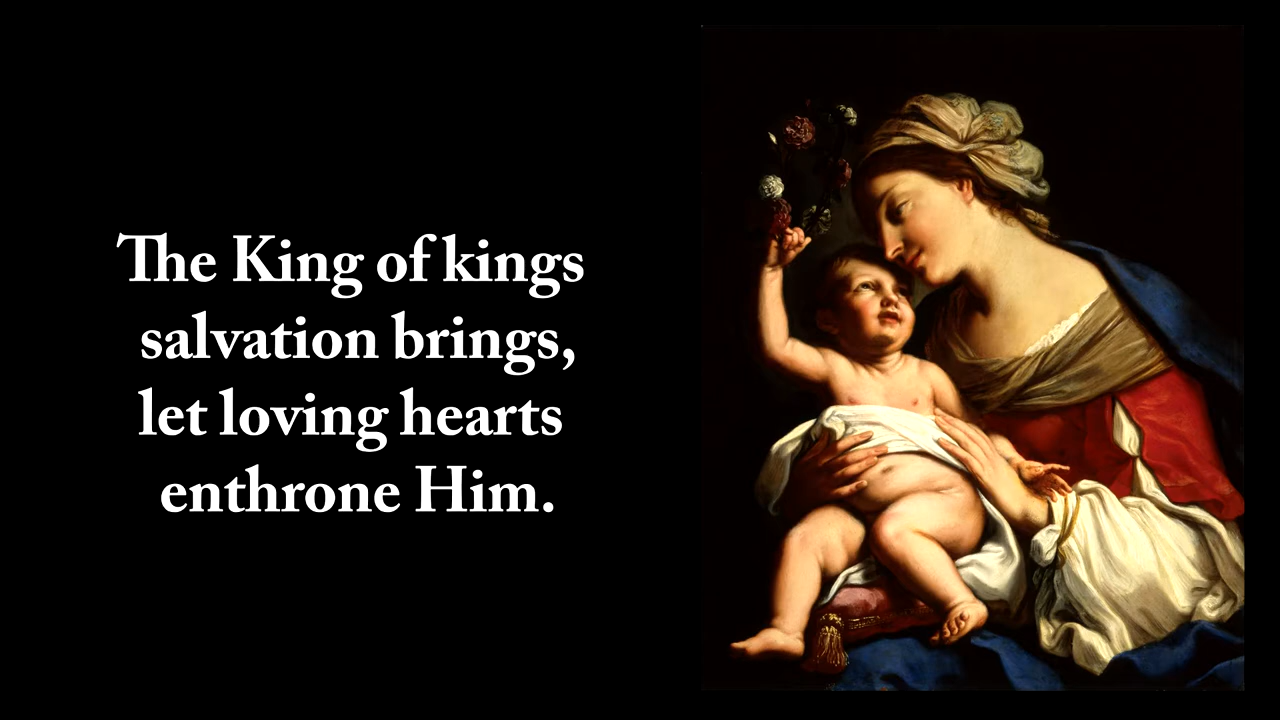 The King of kings
salvation brings,
let loving hearts
enthrone Him.